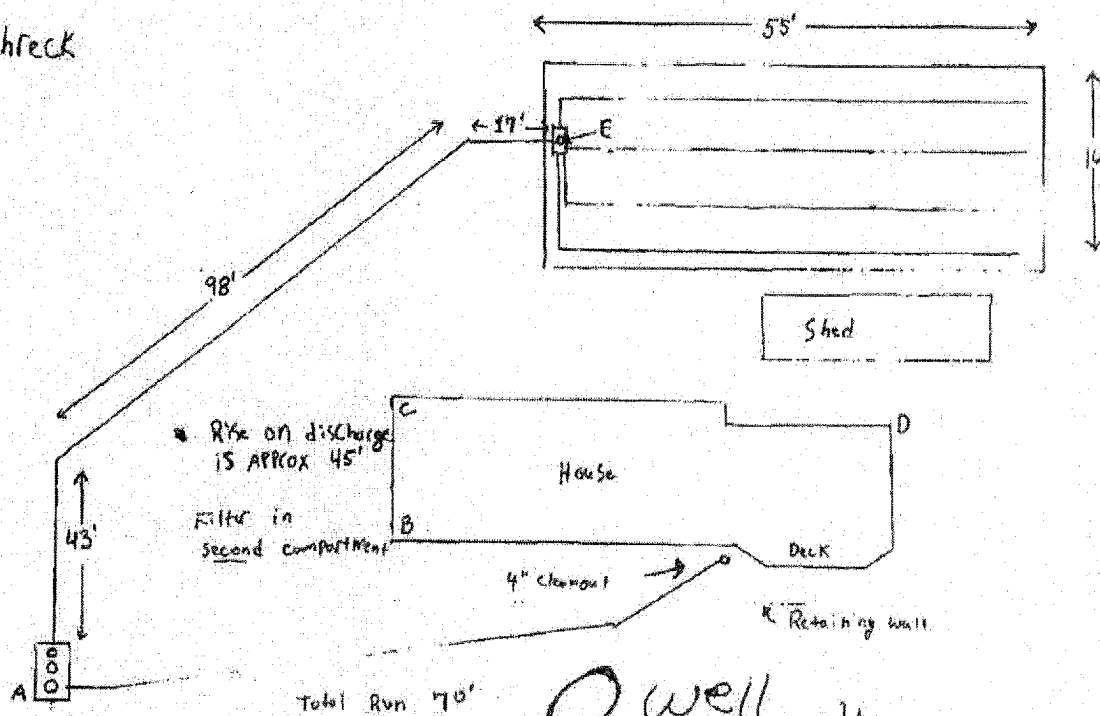 hreck
55'
17'
E
98'
Shed
* Rise on discharge
is Approx 45'
C
D
House
Filter in
second compartment
B
43'
Deck
4" Cleanout
* Retaining wall
A
Total Run 70'
well